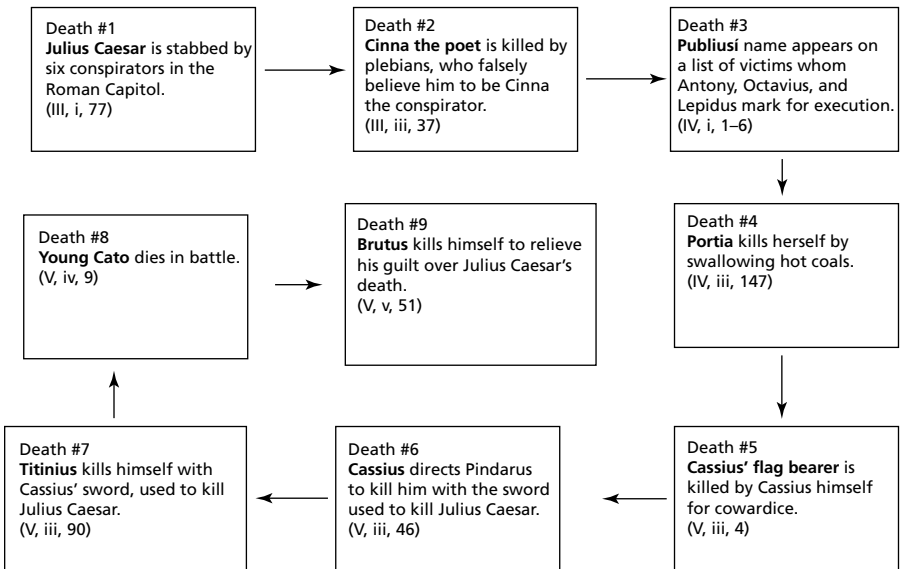 Death #1
Julius Caesar is stabbed by
six conspirators in the
Roman Capitol.
(III, i, 77)
Death #2
Cinna the poet is killed by
plebians, who falsely
believe him to be Cinna
the conspirator.
(III, iii, 37)
Death #3
Publiusí name appears on
a list of victims whom
Antony, Octavius, and
Lepidus mark for execution.
(IV, i, 1–6)
Death #4
Portia kills herself by
swallowing hot coals.
(IV, iii, 147)
Death #5
Cassius’ flag bearer is
killed by Cassius himself
for cowardice.
(V, iii, 4)
Death #6
Cassius directs Pindarus
to kill him with the sword
used to kill Julius Caesar.
(V, iii, 46)
Death #7
Titinius kills himself with
Cassius’ sword, used to kill
Julius Caesar.
(V, iii, 90)
Death #8
Young Cato dies in battle.
(V, iv, 9)
Death #9
Brutus kills himself to relieve
his guilt over Julius Caesar’s
death.
(V, v, 51)